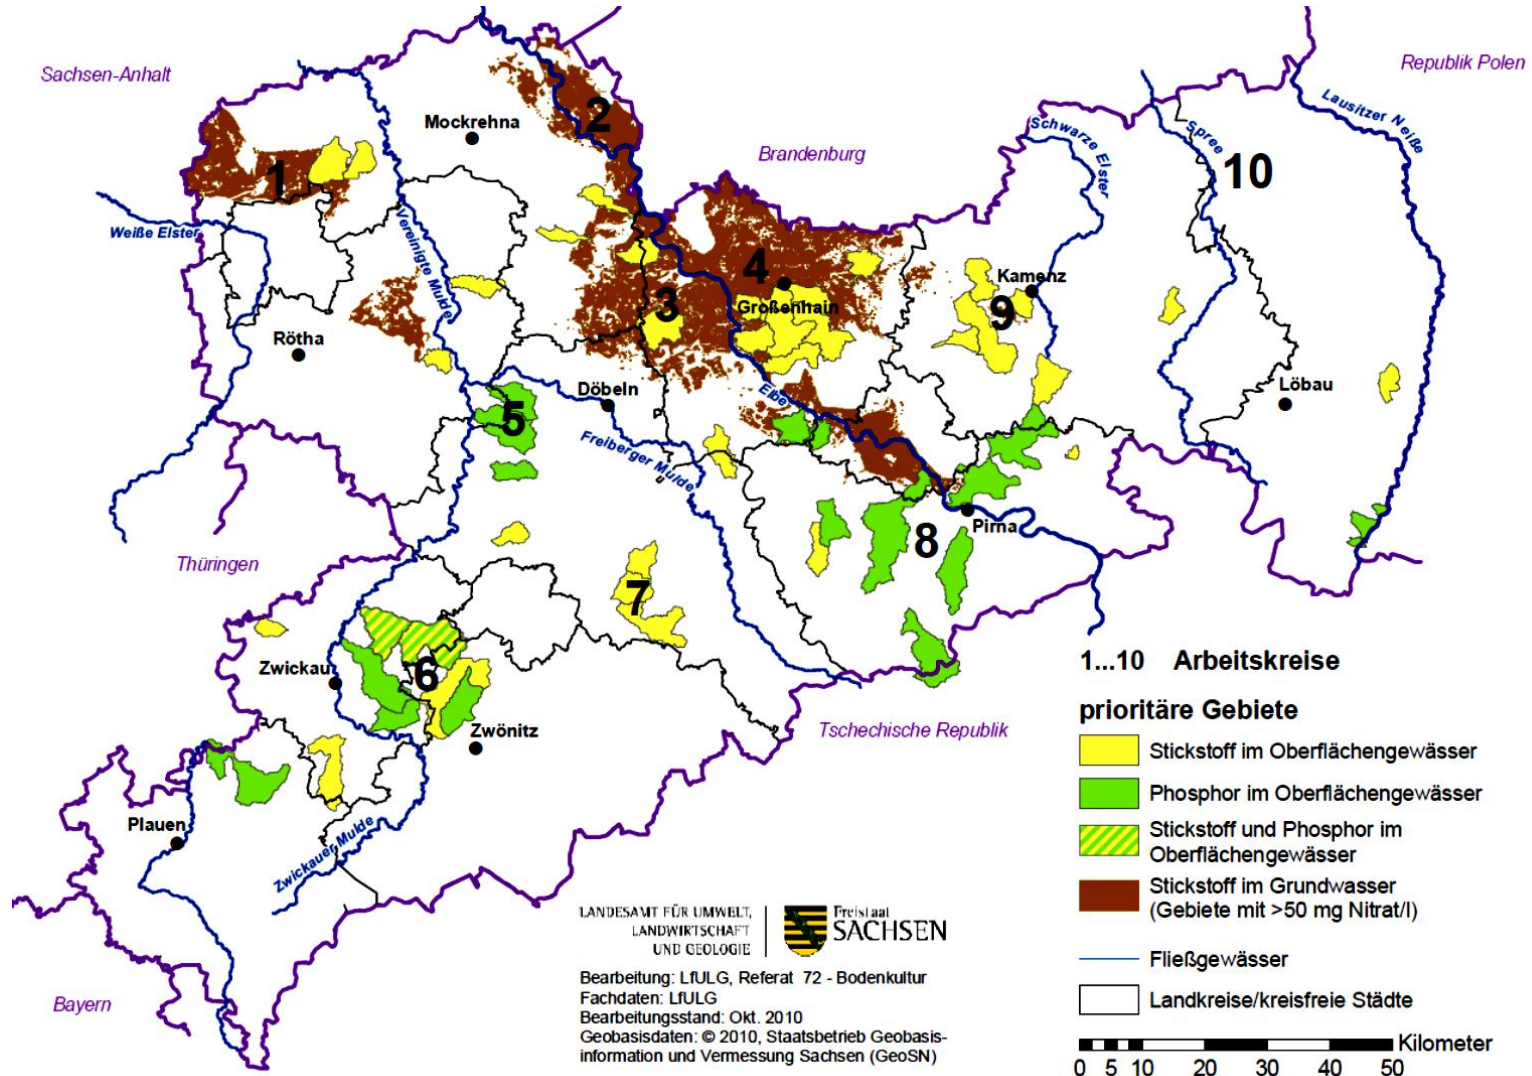 Sachsen-Anhalt
Republik Polen
Lausitzer Neiße
Mockrehna
2
Schwarze Elster
Spree
Brandenburg
10
1
Weiße Elster
Vereinigte Mulde
4
Kamenz
3
Großenhain
9
Rötha
Döbeln
Elbe
Löbau
5
Freiberger Mulde
Pirna
8
Thüringen
7
Zwickau
6
Zwönitz
Tschechische Republik
Plauen
Zwickauer Mulde
Bayern
1...10 Arbeitskreise
prioritäre Gebiete
Stickstoff im Oberflächengewässer
Phosphor im Oberflächengewässer
Stickstoff und Phosphor im
Oberflächengewässer
Stickstoff im Grundwasser
(Gebiete mit >50 mg Nitrat/l)
Fließgewässer
Landkreise/kreisfreie Städte
Kilometer
0 5 10 20 30 40 50
LANDESAMT FÜR UMWELT,
LANDWIRTSCHAFT
UND GEOLOGIE
Freistaat
SACHSEN
Bearbeitung: LfULG, Referat 72 - Bodenkultur
Fachdaten: LfULG
Bearbeitungsstand: Okt. 2010
Geobasisdaten: © 2010, Staatsbetrieb Geobasis-
information und Vermessung Sachsen (GeoSN)